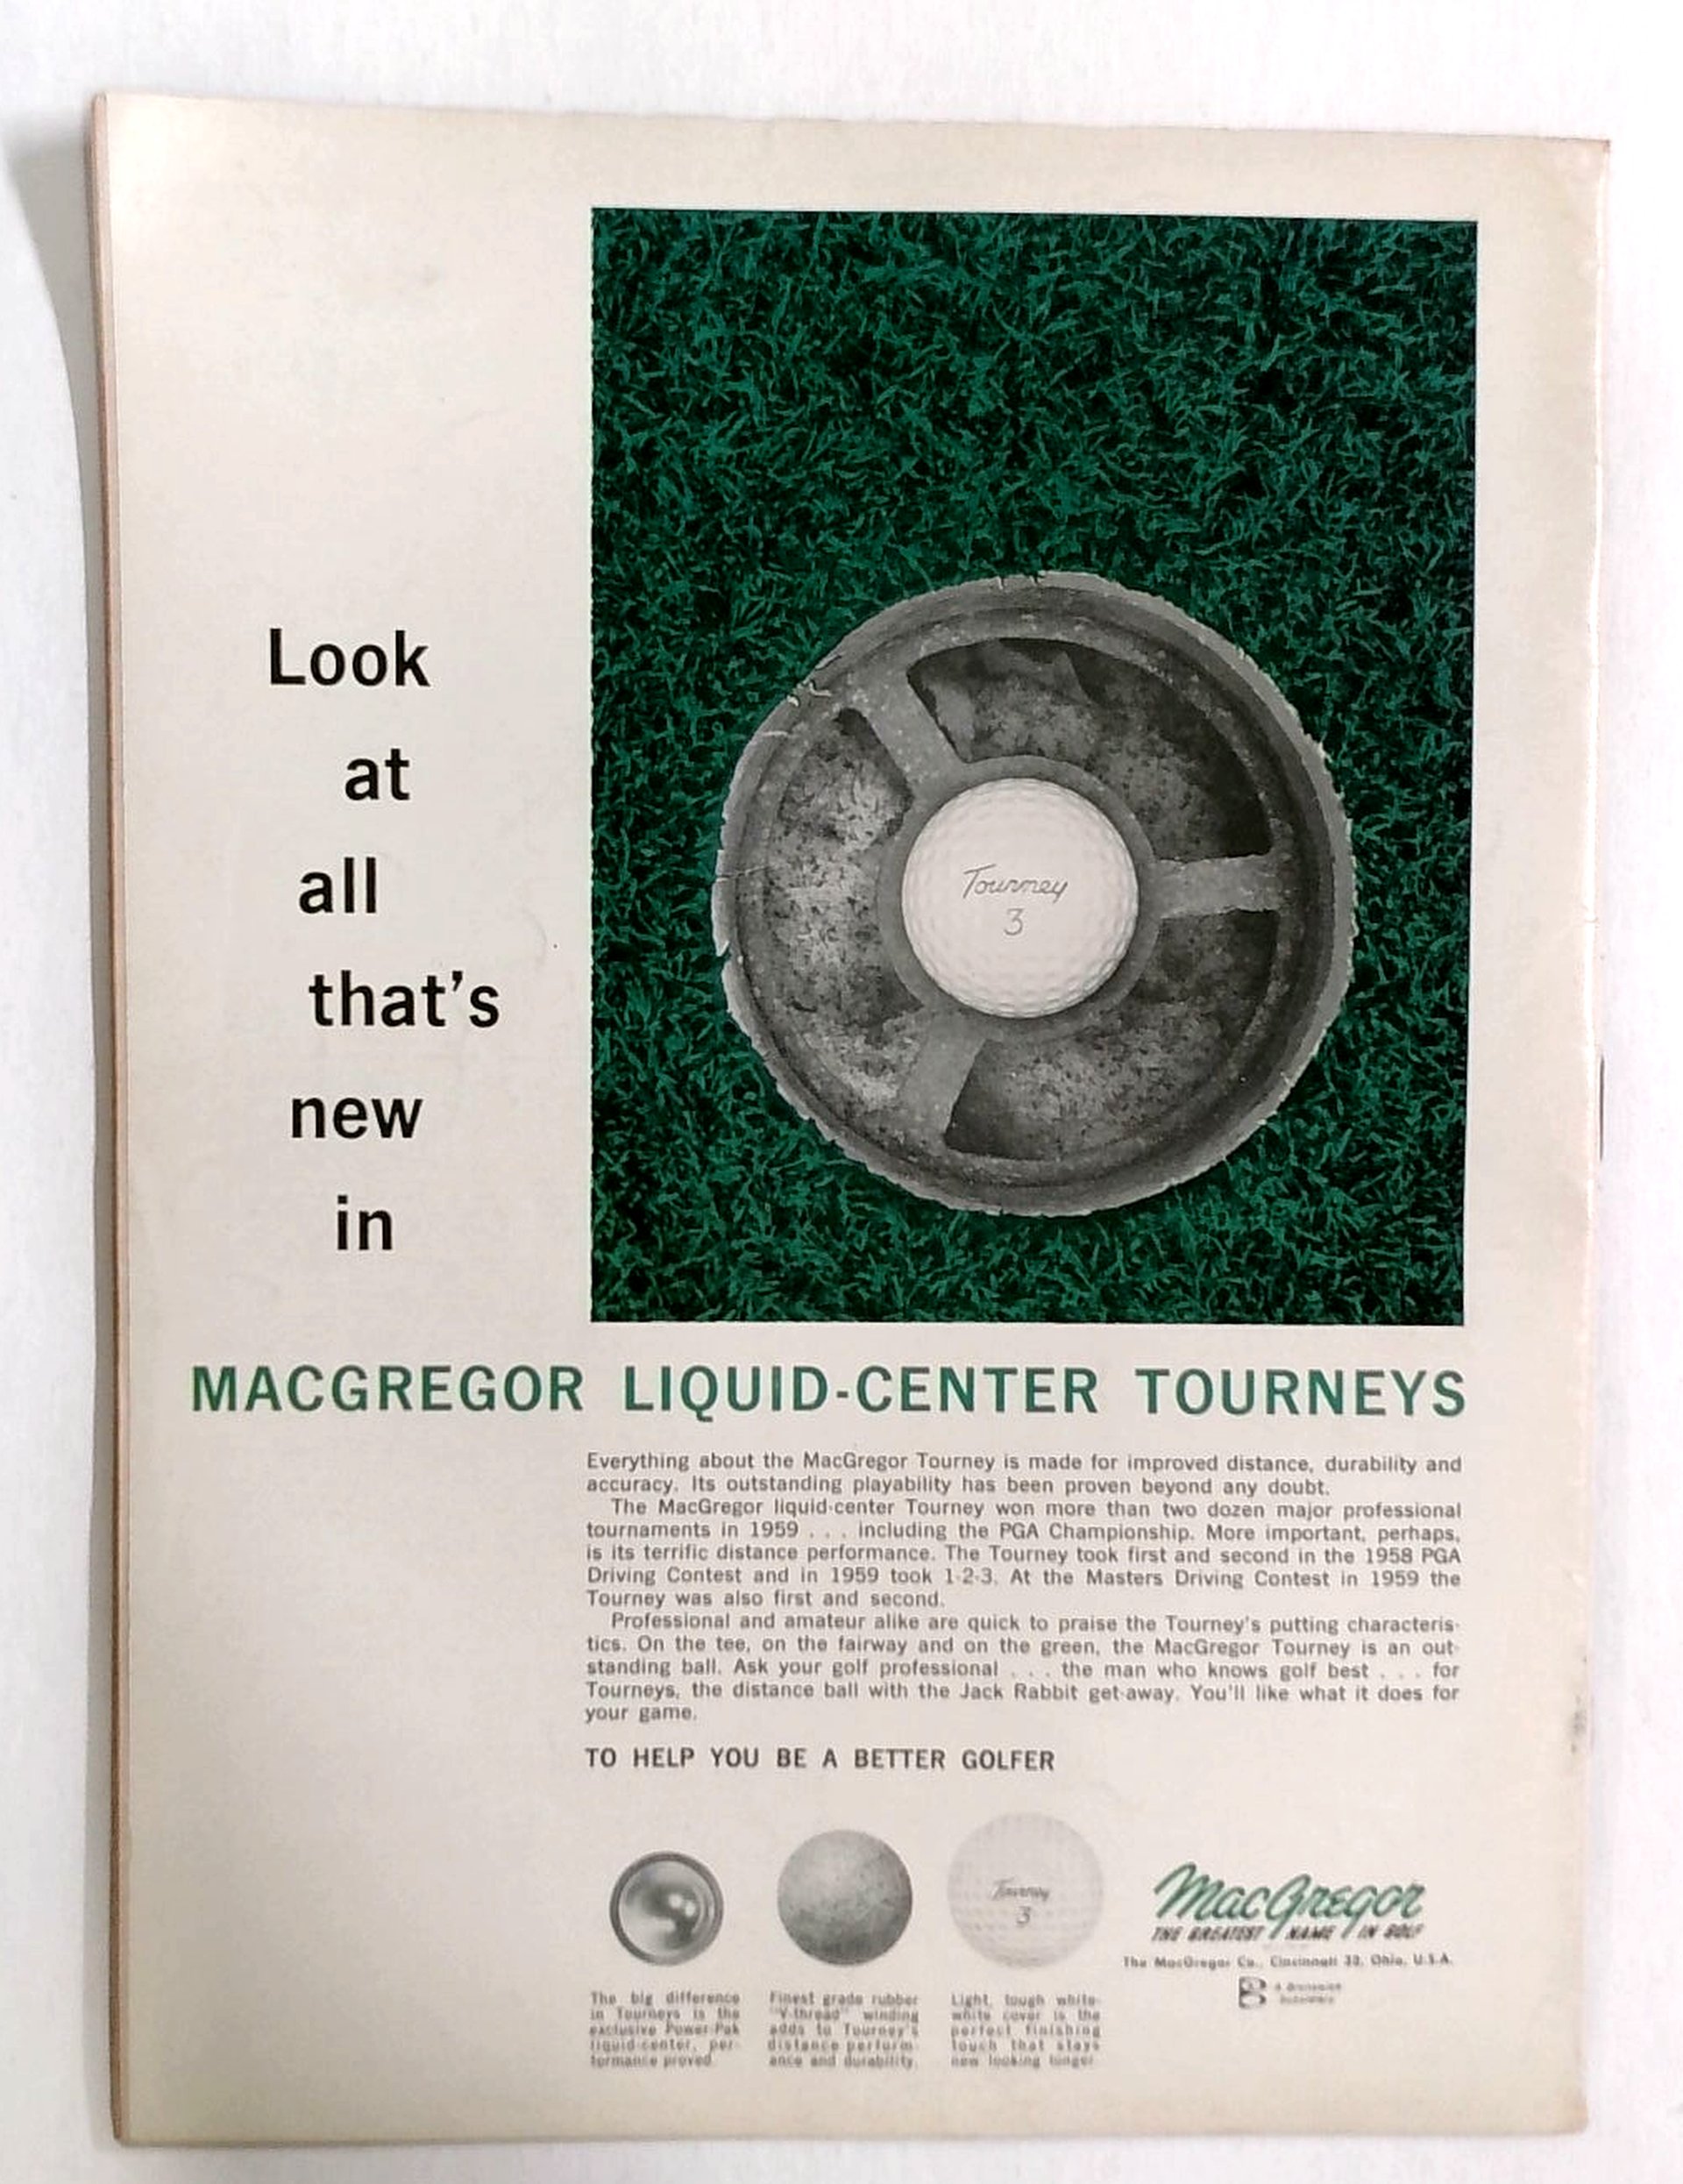 Look
at
all
that's
new
in
Tourney
3
MACGREGOR LIQUID-CENTER TOURNEYS
Everything about the MacGregor Tourney is made for improved distance, durability and
accuracy. Its outstanding playability has been proven beyond any doubt.
The MacGregor liquid-center Tourney won more than two dozen major professional
tournaments in 1959 . . . including the PGA Championship. More important, perhaps,
is its terrific distance performance. The Tourney took first and second in the 1958 PGA
Driving Contest and in 1959 took 1-2-3. At the Masters Driving Contest in 1959 the
Tourney was also first and second.
Professional and amateur alike are quick to praise the Tourney's putting characteris-
tics. On the tee, on the fairway and on the green, the MacGregor Tourney is an out-
standing ball. Ask your golf professional . . . the man who knows golf best . . . for
Tourneys, the distance ball with the Jack Rabbit get-away. You'll like what it does for
your game.
TO HELP YOU BE A BETTER GOLFER
Tourney
3
The big difference
in Tourneys is the
exclusive Power-Pak
liquid-center, per-
formance proved.
Finest grade rubber
"V-thread" winding
adds to Tourney's
distance perform-
ance and durability.
Light, tough white-
white cover is the
perfect finishing
touch that stays
new looking longer.
MacGregor
THE GREATEST NAME IN GOLF
The MacGregor Co., Cincinnati 32, Ohio, U.S.A.
B
A Brunswick